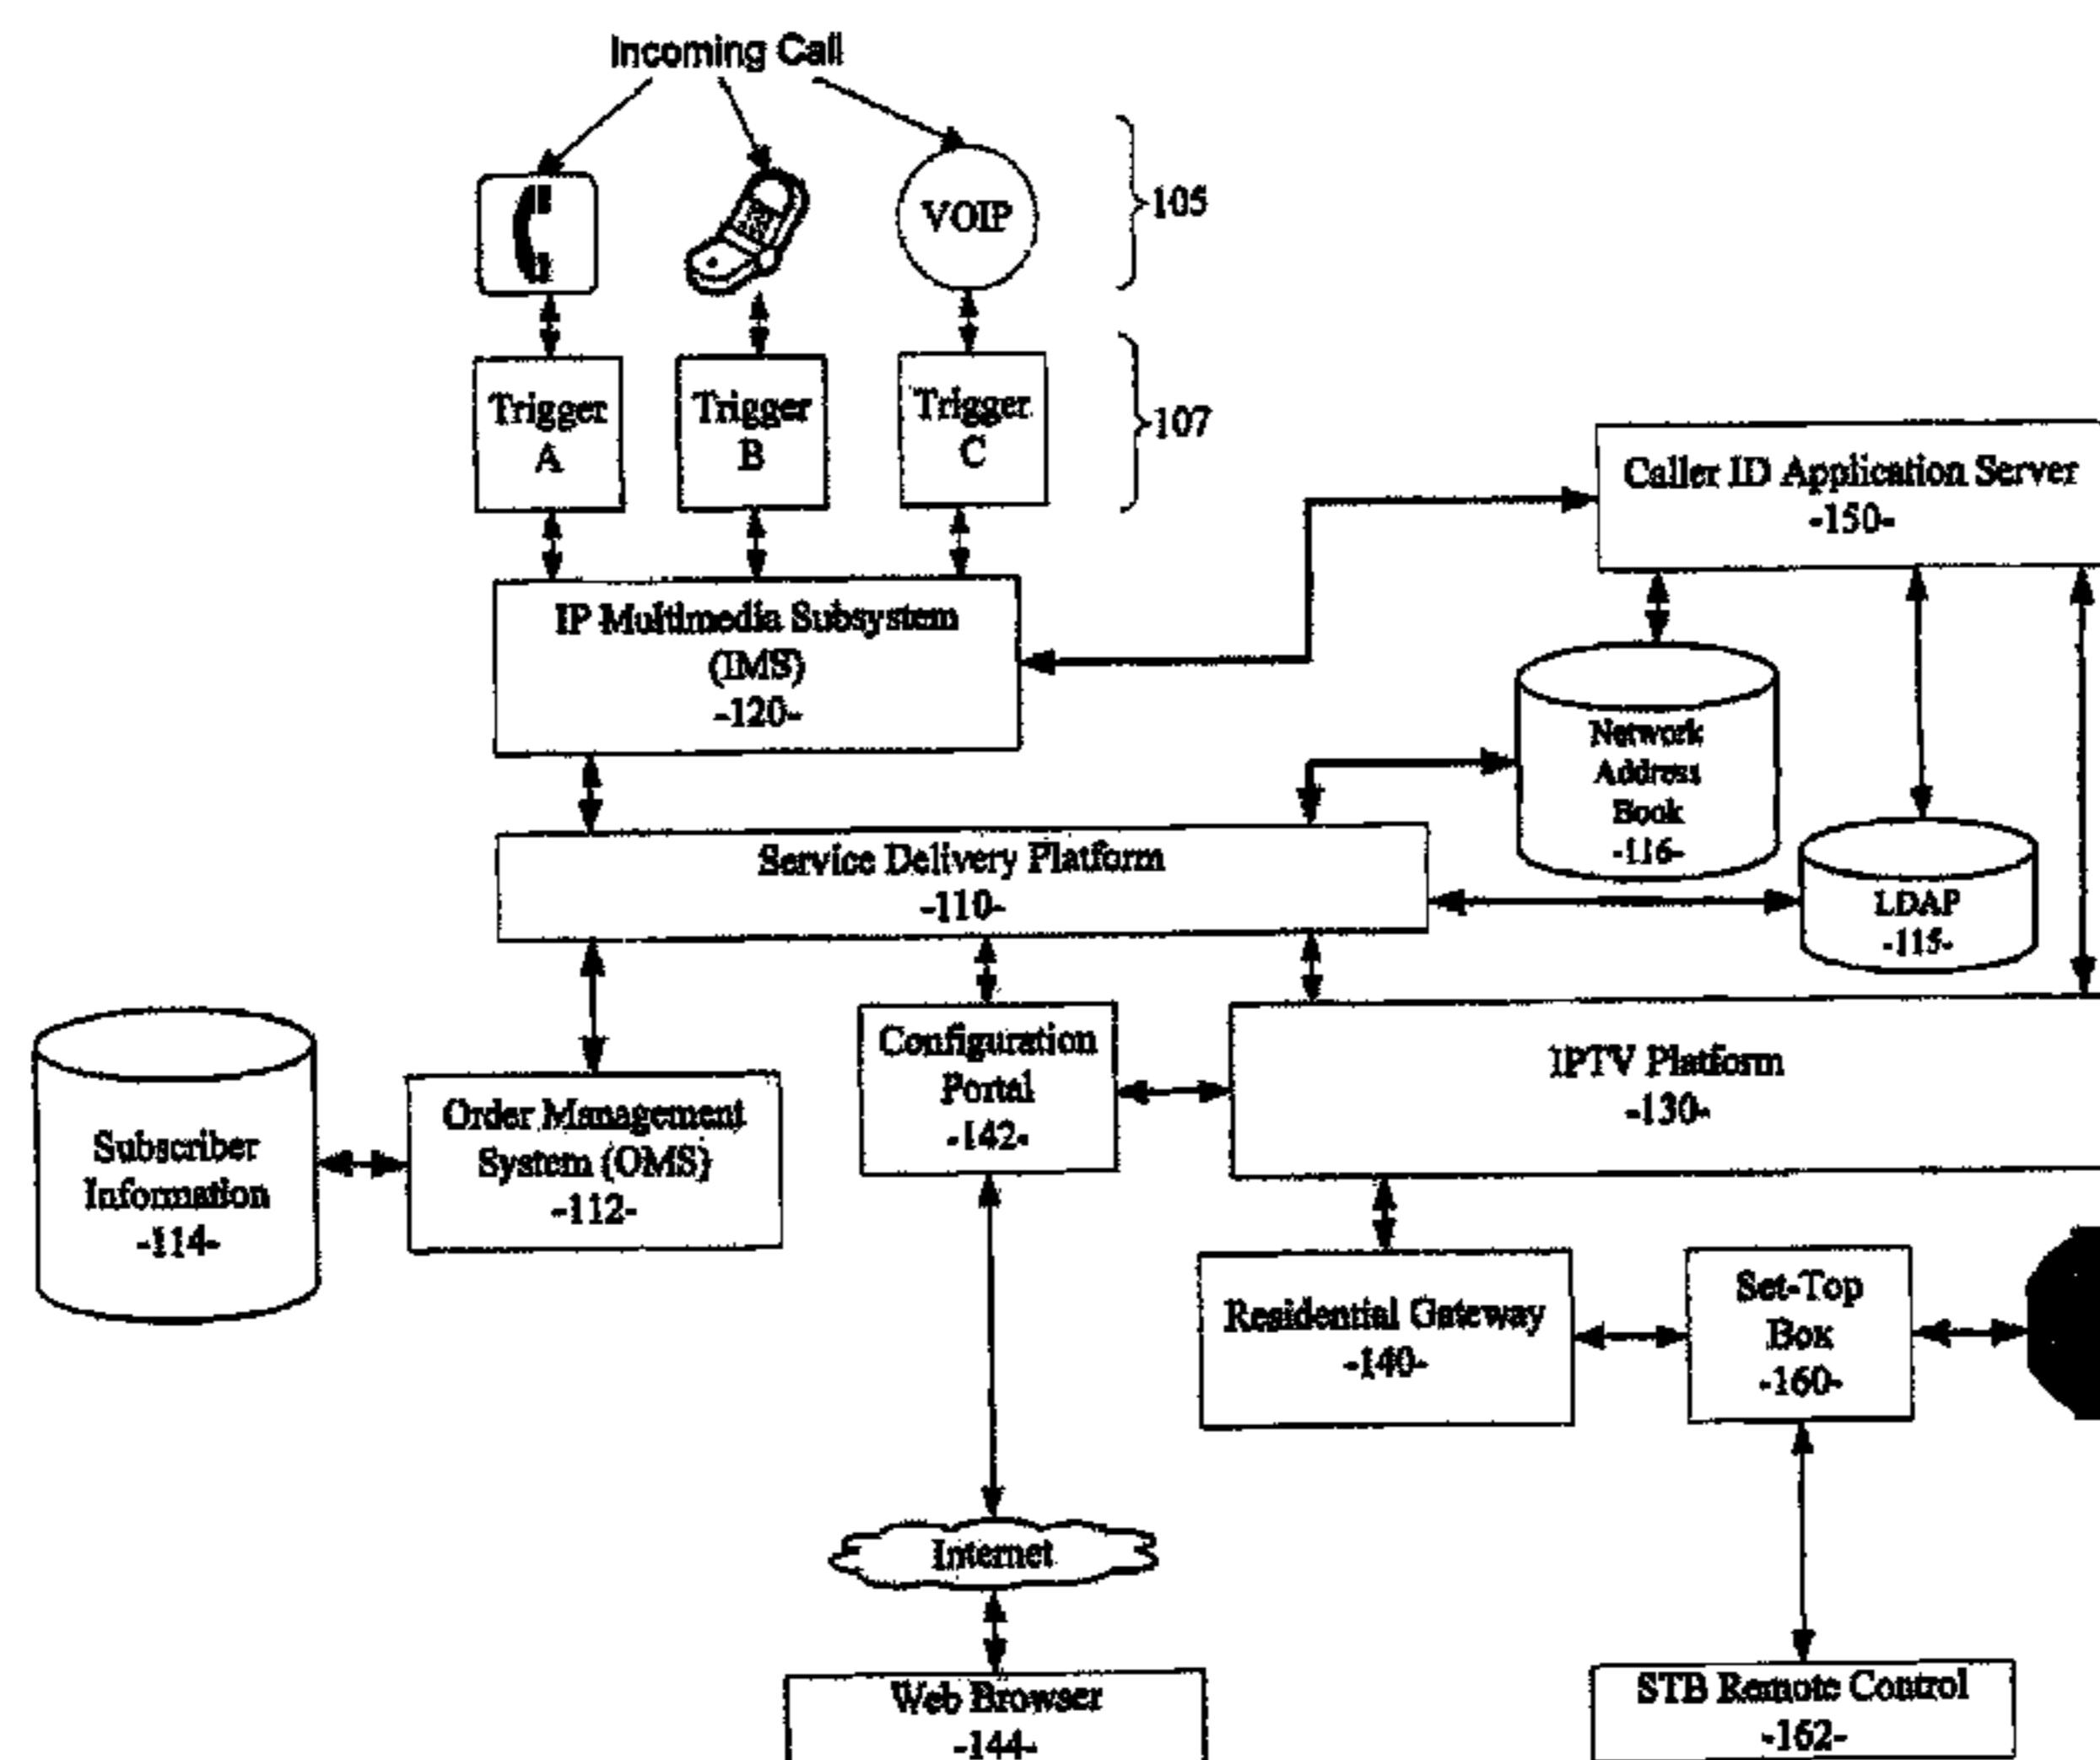 Incoming Call
VOIP
105
Trigger
A
Trigger
B
Trigger
C
107
Caller ID Application Server
-150-
IP Multimedia Subsystem
(IMS)
-120-
Network
Address
Book
-116-
Service Delivery Platform
-110-
LDAP
-115-
Configuration
Portal
-142-
IPTV Platform
-130-
Subscriber
Information
-114-
Order Management
System (OMS)
-112-
Residential Gateway
-140-
Set-Top
Box
-160-
Internet
Web Browser
-144-
STB Remote Control
-162-